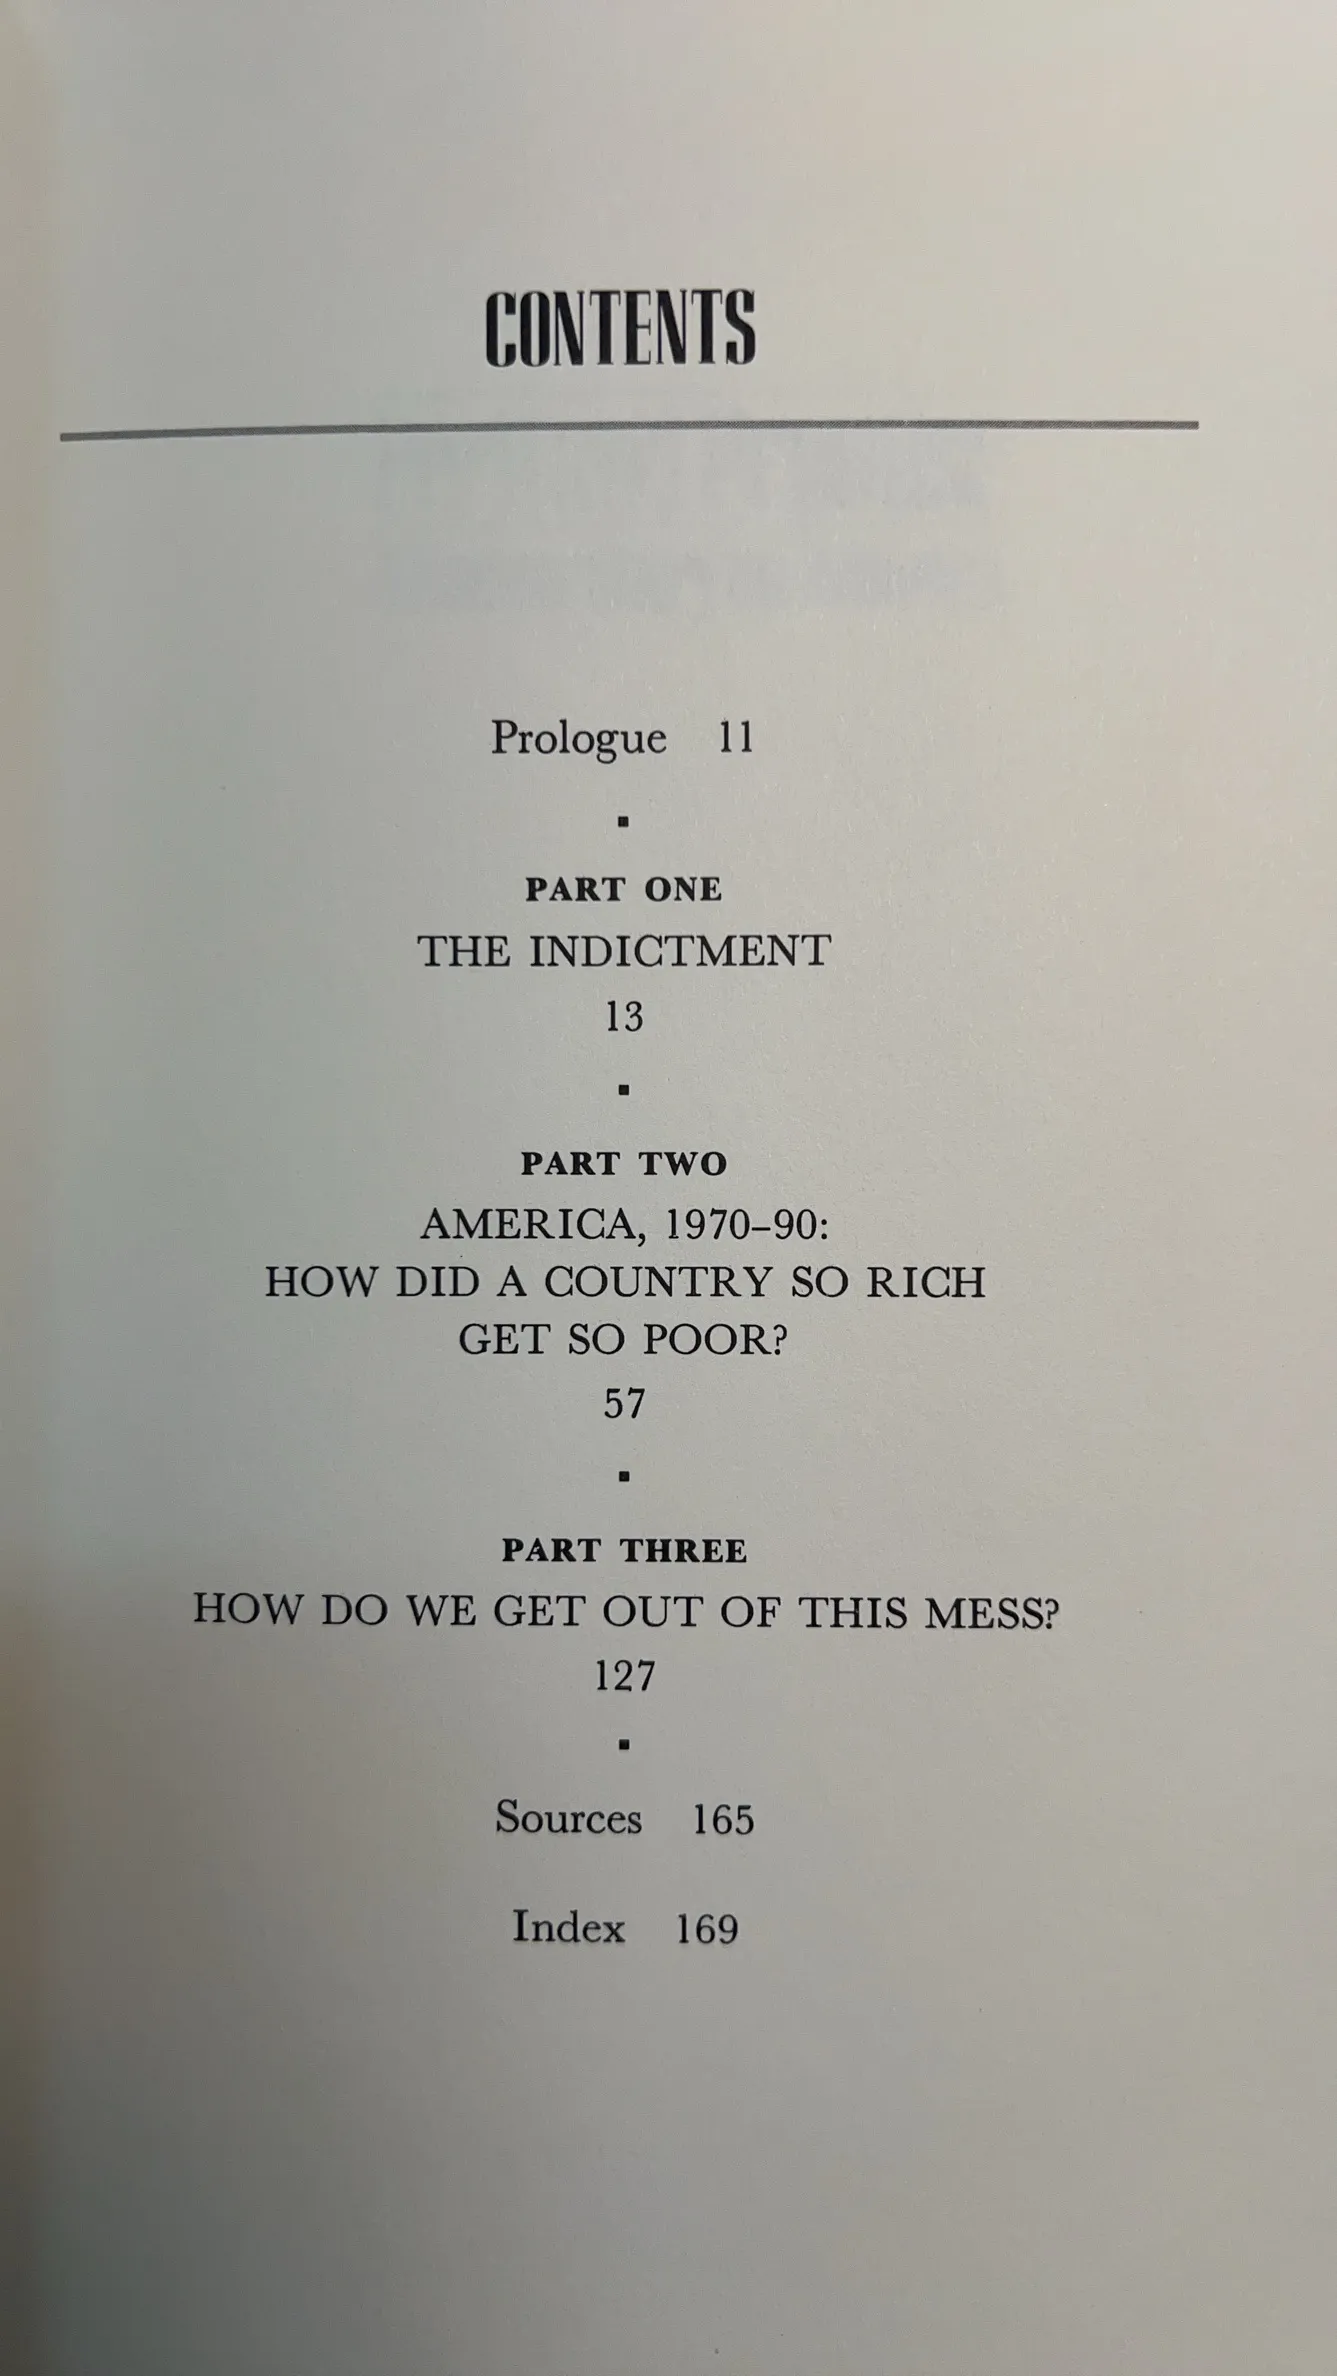 CONTENTS
Prologue 11
PART ONE
THE INDICTMENT
13
PART TWO
AMERICA, 1970–90:
HOW DID A COUNTRY SO RICH
GET SO POOR?
57
PART THREE
HOW DO WE GET OUT OF THIS MESS?
127
Sources 165
Index 169